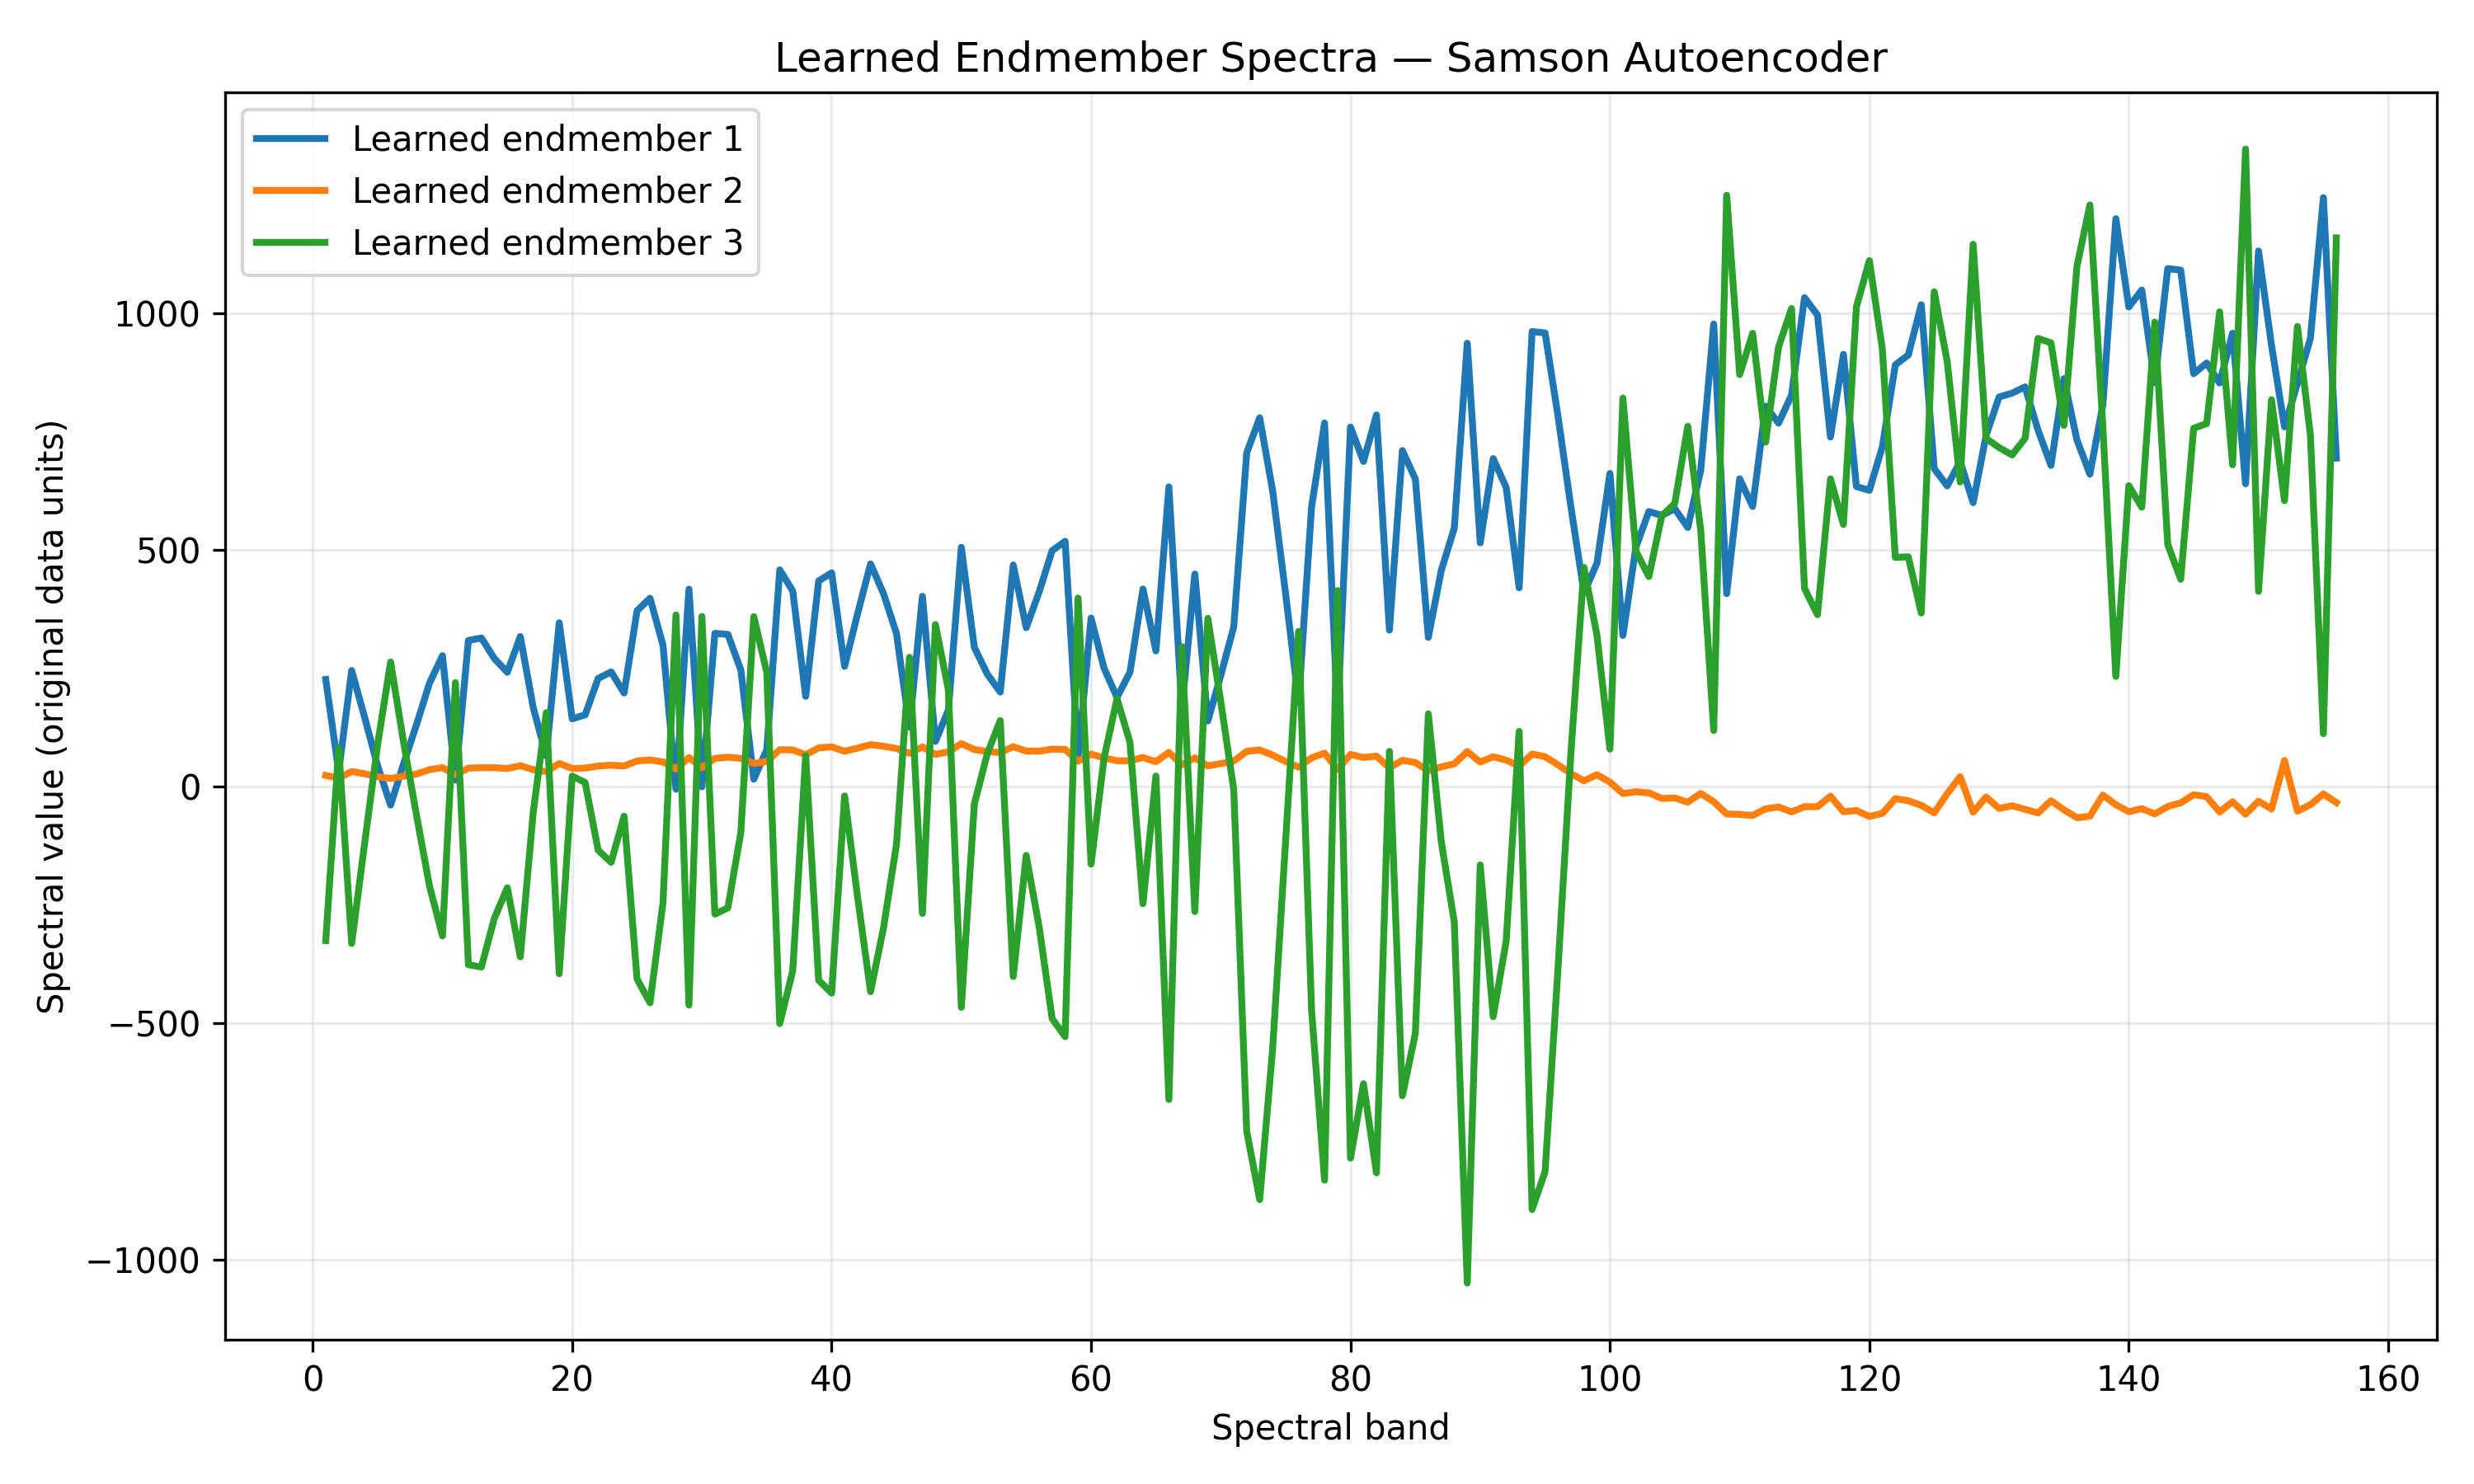 Learned Endmember Spectra — Samson Autoencoder
Learned endmember 1
Learned endmember 2
Learned endmember 3
Spectral value (original data units)
1000
500
0
−500
−1000
0 20 40 60 80 100 120 140 160
Spectral band